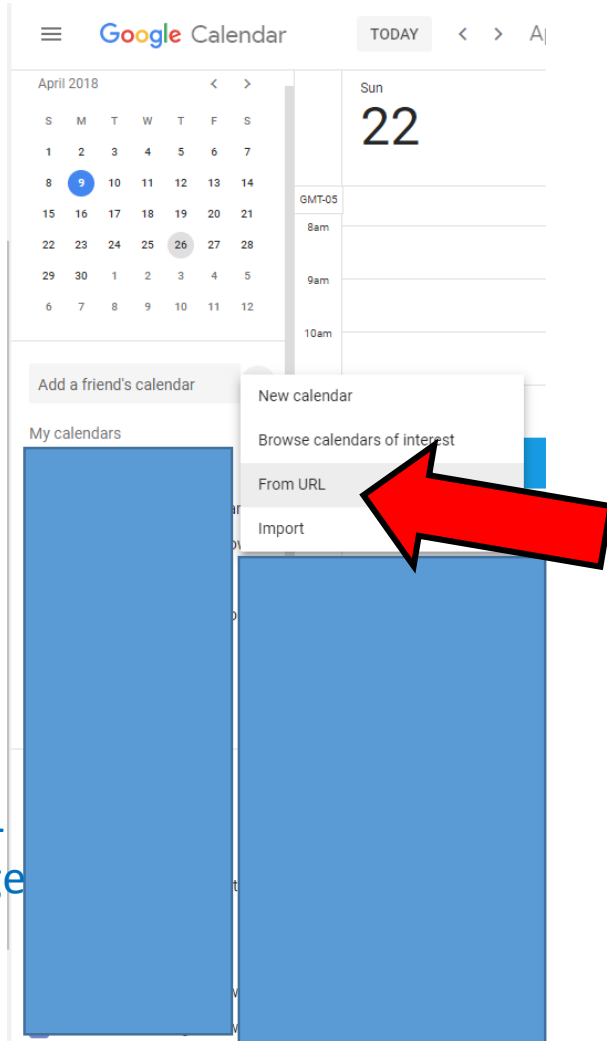 Google Calendar
TODAY < >
April 2018 < >
S M T W T F S
1 2 3 4 5 6 7
8 9 10 11 12 13 14
15 16 17 18 19 20 21
22 23 24 25 26 27 28
29 30 1 2 3 4 5
6 7 8 9 10 11 12
Sun
22
GMT-05
8am
9am
10am
Add a friend's calendar
My calendars
New calendar
Browse calendars of interest
From URL
Import